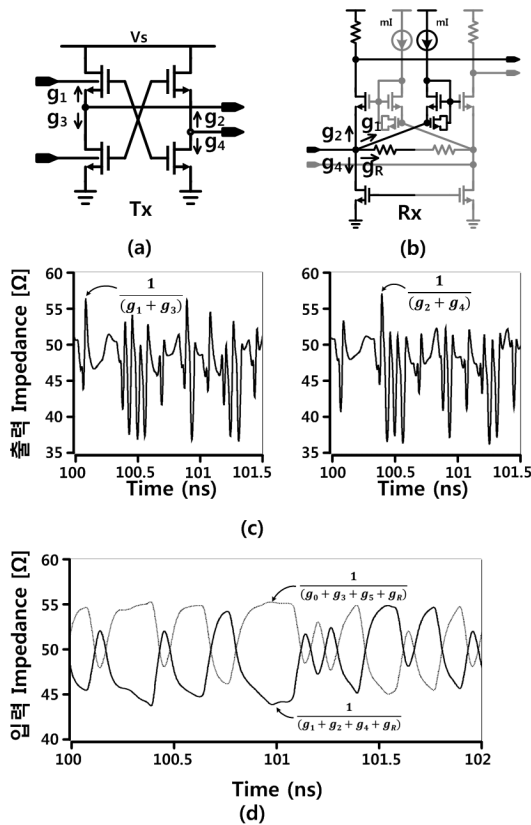 (a)
Vs
g1
g3
g2
g4
Tx
(a)
(b)
mI
mI
g2
g1
g4
gR
Rx
(b)
(c)
출력 Impedance [Ω]
60
55
50
45
40
35
1/(g1 + g3)
100 100.5 101 101.5
Time (ns)
60
55
50
45
40
35
1/(g2 + g4)
100 100.5 101 101.5
Time (ns)
(c)
입력 Impedance [Ω]
60
55
50
45
40
1/(g0 + g3 + g5 + gR)
1/(g1 + g2 + g4 + gR)
100 100.5 101 101.5 102
Time (ns)
(d)